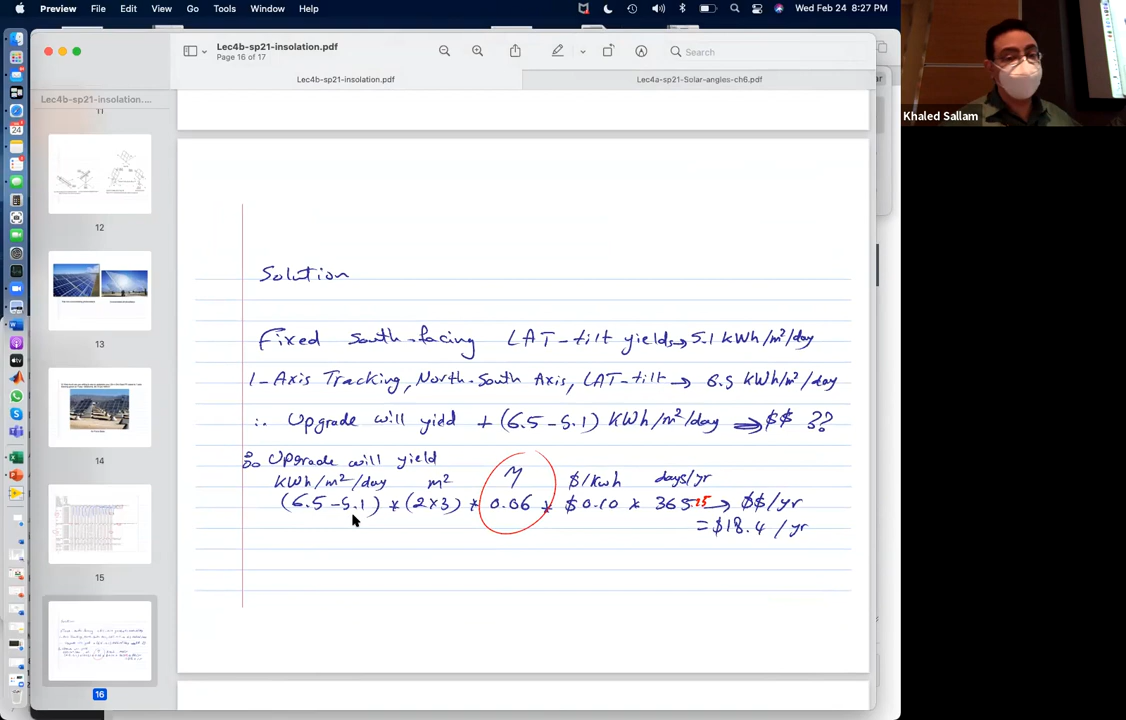 Preview File Edit View Go Tools Window Help Wed Feb 24 8:27 PM
Lec4b-sp21-insolation.pdf
Page 16 of 17
Search
Lec4b-sp21-insolation.pdf
Lec4a-sp21-Solar-angles-ch6.pdf
Lec4b-sp21-insolation....
11
12
13
14
15
16
Khaled Sallam
Solution
Fixed south-facing LAT-tilt yields→5.1 kWh/m²/day
1-Axis Tracking, North-South Axis, LAT-tilt → 6.5 kWh/m²/day
∴ Upgrade will yield +(6.5-5.1) KWh/m²/day ⇒ $$ ??
Upgrade will yield
KWh/m²/day m² η $/Kwh days/yr
(6.5-5.1) * (2×3) * 0.06 * $0.10 * 365.25 → $$/yr
= $18.4 /yr